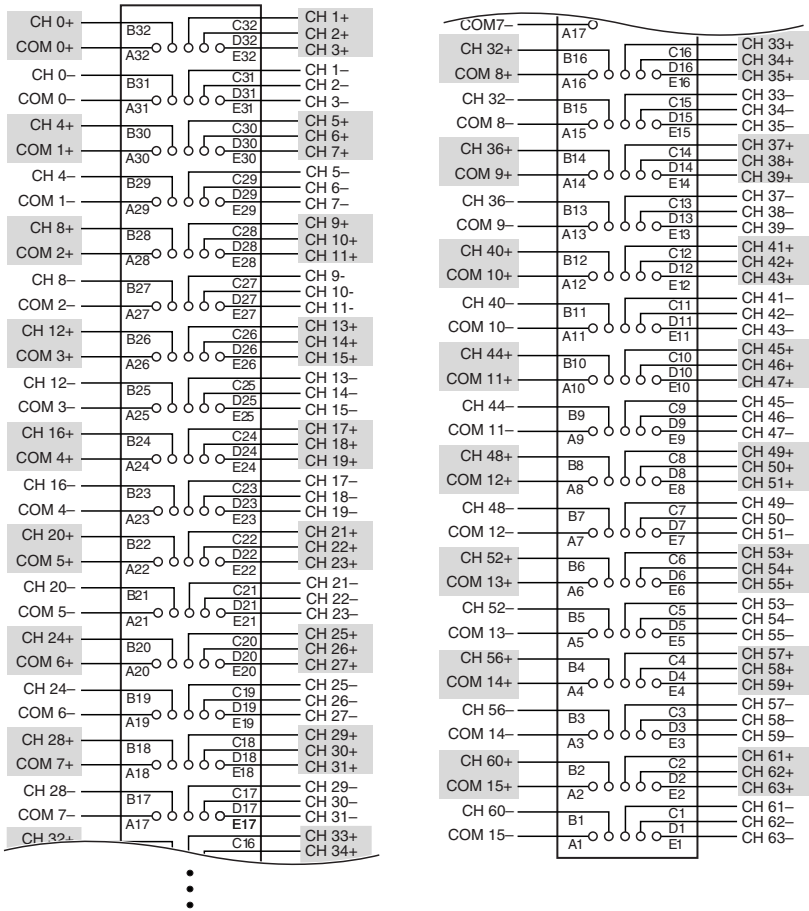 CH 0+ B32 C32 CH 1+
D32 CH 2+
COM 0+ A32 E32 CH 3+
CH 0– B31 C31 CH 1–
D31 CH 2–
COM 0– A31 E31 CH 3–
CH 4+ B30 C30 CH 5+
D30 CH 6+
COM 1+ A30 E30 CH 7+
CH 4– B29 C29 CH 5–
D29 CH 6–
COM 1– A29 E29 CH 7–
CH 8+ B28 C28 CH 9+
D28 CH 10+
COM 2+ A28 E28 CH 11+
CH 8– B27 C27 CH 9-
D27 CH 10-
COM 2– A27 E27 CH 11-
CH 12+ B26 C26 CH 13+
D26 CH 14+
COM 3+ A26 E26 CH 15+
CH 12– B25 C25 CH 13–
D25 CH 14–
COM 3– A25 E25 CH 15–
CH 16+ B24 C24 CH 17+
D24 CH 18+
COM 4+ A24 E24 CH 19+
CH 16– B23 C23 CH 17–
D23 CH 18–
COM 4– A23 E23 CH 19–
CH 20+ B22 C22 CH 21+
D22 CH 22+
COM 5+ A22 E22 CH 23+
CH 20– B21 C21 CH 21–
D21 CH 22–
COM 5– A21 E21 CH 23–
CH 24+ B20 C20 CH 25+
D20 CH 26+
COM 6+ A20 E20 CH 27+
CH 24– B19 C19 CH 25–
D19 CH 26–
COM 6– A19 E19 CH 27–
CH 28+ B18 C18 CH 29+
D18 CH 30+
COM 7+ A18 E18 CH 31+
CH 28– B17 C17 CH 29–
D17 CH 30–
COM 7– A17 E17 CH 31–
CH 32+ C16 CH 33+
CH 34+
COM7– A17
CH 32+ B16 C16 CH 33+
D16 CH 34+
COM 8+ A16 E16 CH 35+
CH 32– B15 C15 CH 33–
D15 CH 34–
COM 8– A15 E15 CH 35–
CH 36+ B14 C14 CH 37+
D14 CH 38+
COM 9+ A14 E14 CH 39+
CH 36– B13 C13 CH 37–
D13 CH 38–
COM 9– A13 E13 CH 39–
CH 40+ B12 C12 CH 41+
D12 CH 42+
COM 10+ A12 E12 CH 43+
CH 40– B11 C11 CH 41–
D11 CH 42–
COM 10– A11 E11 CH 43–
CH 44+ B10 C10 CH 45+
D10 CH 46+
COM 11+ A10 E10 CH 47+
CH 44– B9 C9 CH 45–
D9 CH 46–
COM 11– A9 E9 CH 47–
CH 48+ B8 C8 CH 49+
D8 CH 50+
COM 12+ A8 E8 CH 51+
CH 48– B7 C7 CH 49–
D7 CH 50–
COM 12– A7 E7 CH 51–
CH 52+ B6 C6 CH 53+
D6 CH 54+
COM 13+ A6 E6 CH 55+
CH 52– B5 C5 CH 53–
D5 CH 54–
COM 13– A5 E5 CH 55–
CH 56+ B4 C4 CH 57+
D4 CH 58+
COM 14+ A4 E4 CH 59+
CH 56– B3 C3 CH 57–
D3 CH 58–
COM 14– A3 E3 CH 59–
CH 60+ B2 C2 CH 61+
D2 CH 62+
COM 15+ A2 E2 CH 63+
CH 60– B1 C1 CH 61–
D1 CH 62–
COM 15– A1 E1 CH 63–